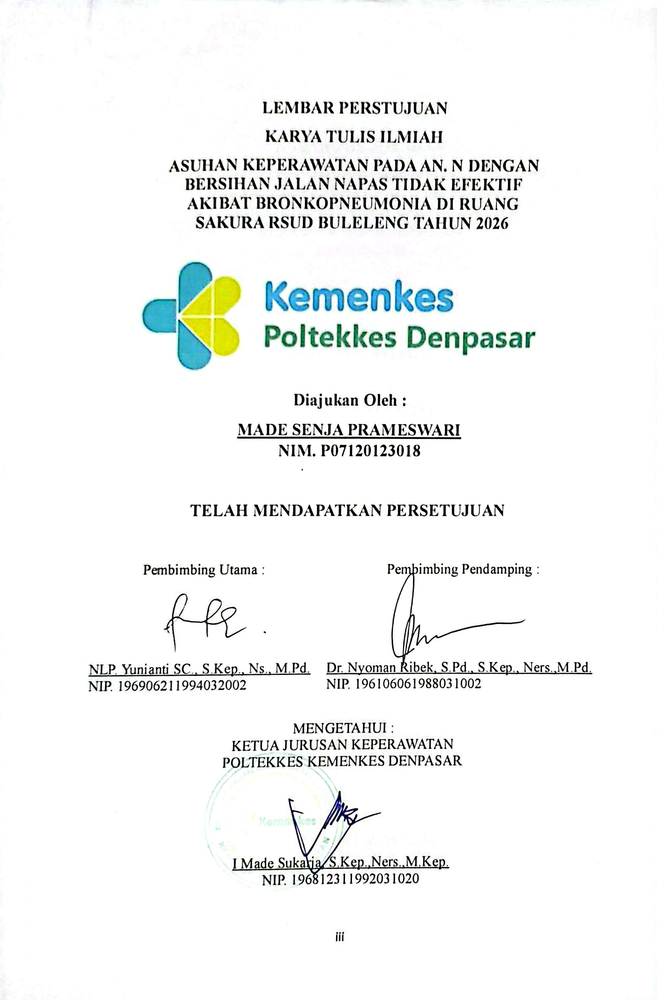 LEMBAR PERSTUJUAN
KARYA TULIS ILMIAH
ASUHAN KEPERAWATAN PADA AN. N DENGAN
BERSIHAN JALAN NAPAS TIDAK EFEKTIF
AKIBAT BRONKOPNEUMONIA DI RUANG
SAKURA RSUD BULELENG TAHUN 2026
Kemenkes
Poltekkes Denpasar
Diajukan Oleh :
MADE SENJA PRAMESWARI
NIM. P07120123018
TELAH MENDAPATKAN PERSETUJUAN
Pembimbing Utama :
Pembimbing Pendamping :
NLP. Yunianti SC., S.Kep., Ns., M.Pd.
NIP. 196906211994032002
Dr. Nyoman Ribek, S.Pd., S.Kep., Ners.,M.Pd.
NIP. 196106061988031002
MENGETAHUI :
KETUA JURUSAN KEPERAWATAN
POLTEKKES KEMENKES DENPASAR
Kemenkes
I Made Sukarja, S.Kep.,Ners.,M.Kep.
NIP. 196812311992031020
iii